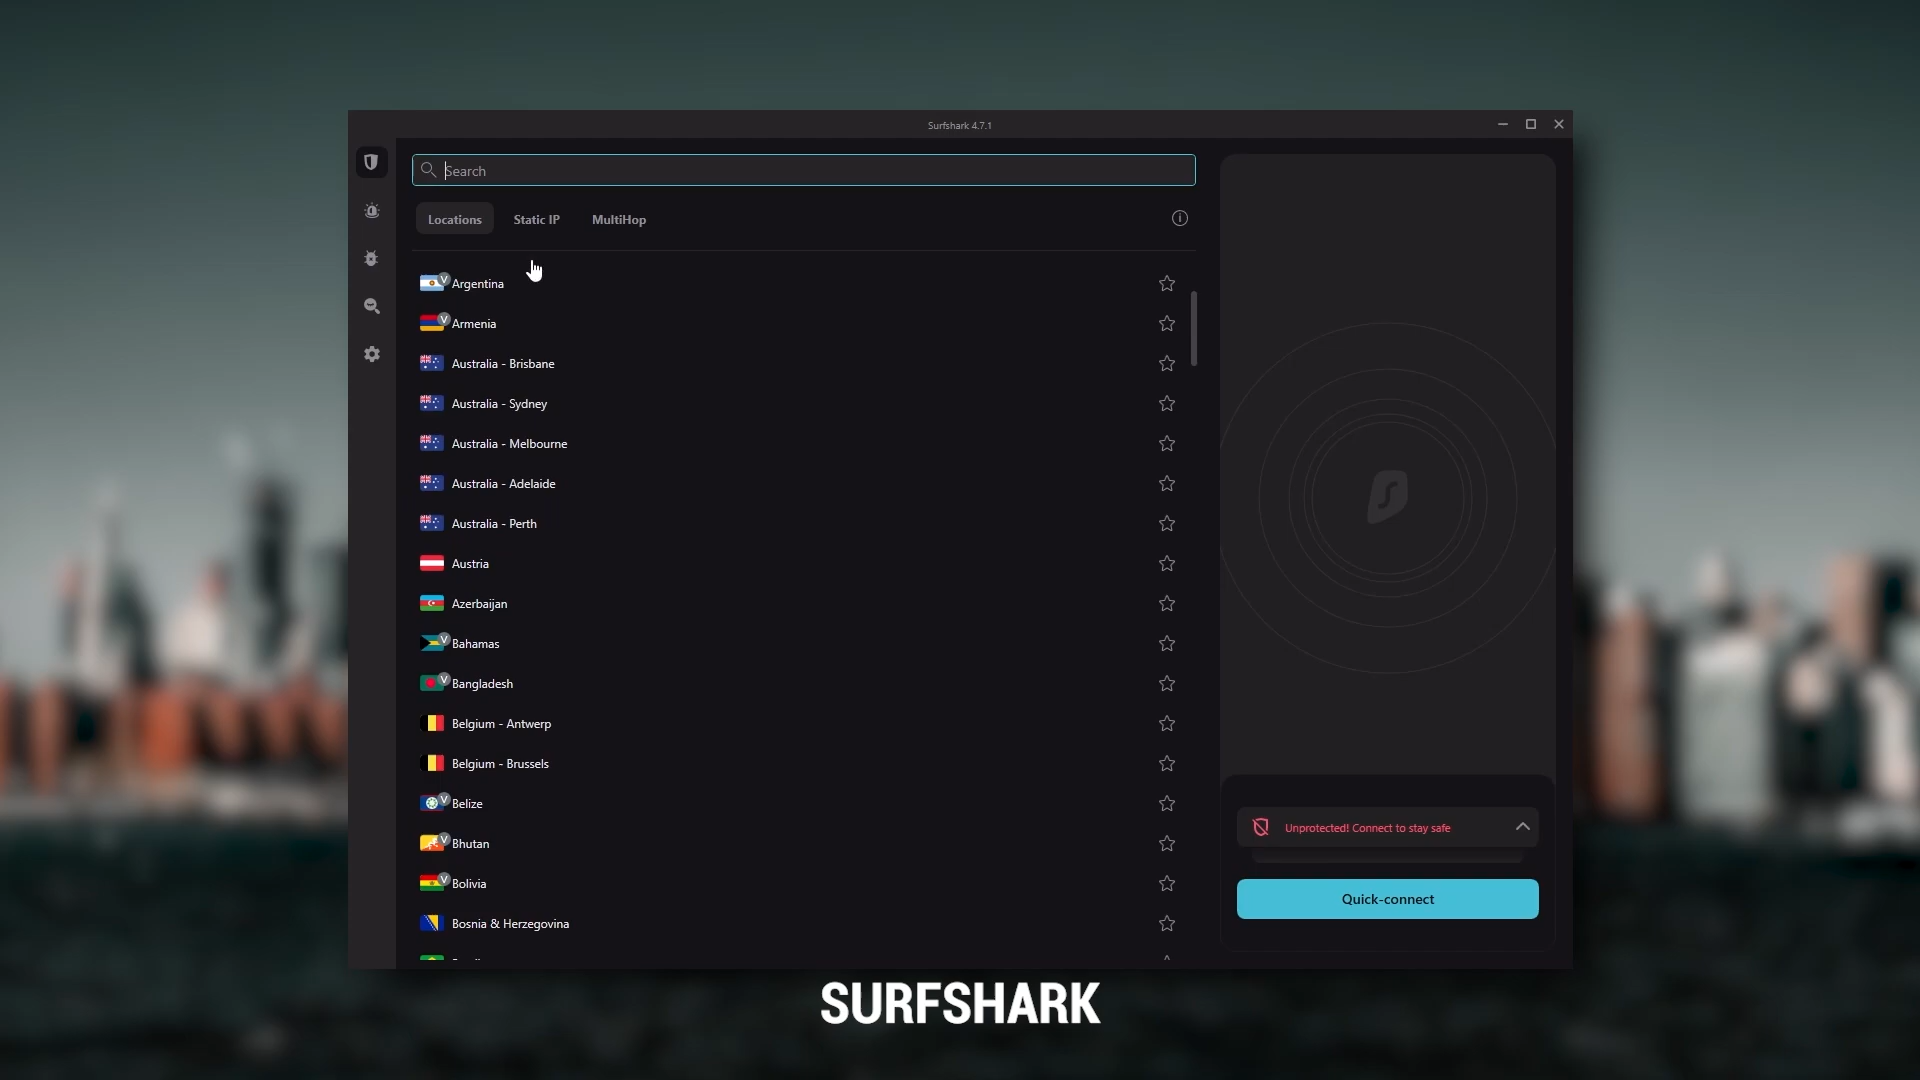 Surfshark 4.7.1
Search
Locations
Static IP
MultiHop
V Argentina
V Armenia
Australia - Brisbane
Australia - Sydney
Australia - Melbourne
Australia - Adelaide
Australia - Perth
Austria
Azerbaijan
V Bahamas
V Bangladesh
Belgium - Antwerp
Belgium - Brussels
V Belize
V Bhutan
V Bolivia
Bosnia & Herzegovina
Unprotected! Connect to stay safe
Quick-connect
SURFSHARK